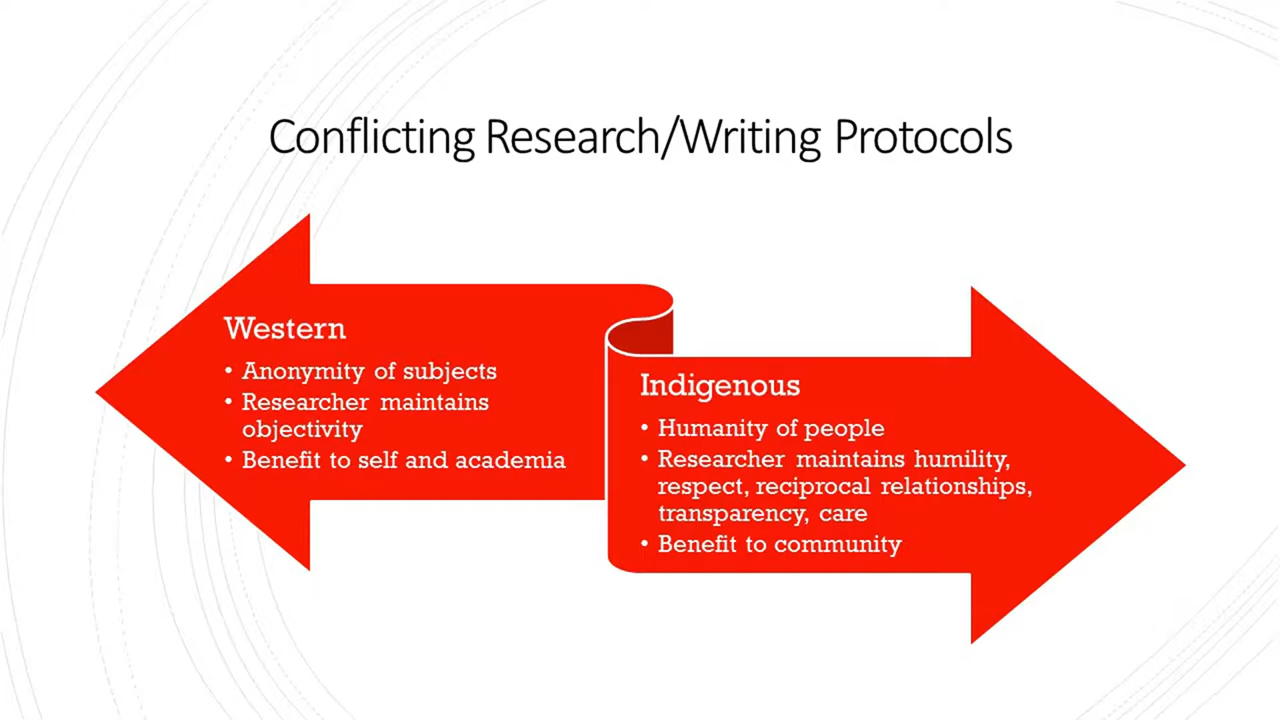 Conflicting Research/Writing Protocols
Western
• Anonymity of subjects
• Researcher maintains
objectivity
• Benefit to self and academia
Indigenous
• Humanity of people
• Researcher maintains humility,
respect, reciprocal relationships,
transparency, care
• Benefit to community